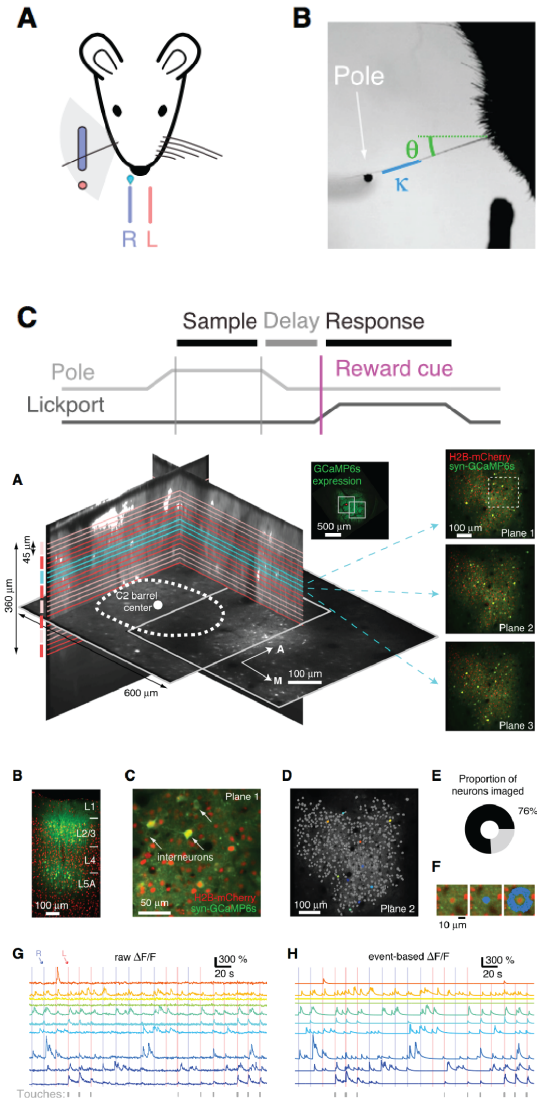 A
B
R
L
Pole
θ
κ
C
Sample Delay Response
Pole
Reward cue
Lickport
A
45 μm
360 μm
600 μm
C2 barrel
center
A
M
100 μm
GCaMP6s
expression
500 μm
H2B-mCherry
syn-GCaMP6s
100 μm
Plane 1
Plane 2
Plane 3
B
L1
L2/3
L4
L5A
100 μm
C
Plane 1
interneurons
H2B-mCherry
syn-GCaMP6s
50 μm
D
100 μm
Plane 2
E
Proportion of
neurons imaged
76%
F
10 μm
G
R
L
raw ΔF/F
300 %
20 s
Touches:
H
event-based ΔF/F
300 %
20 s